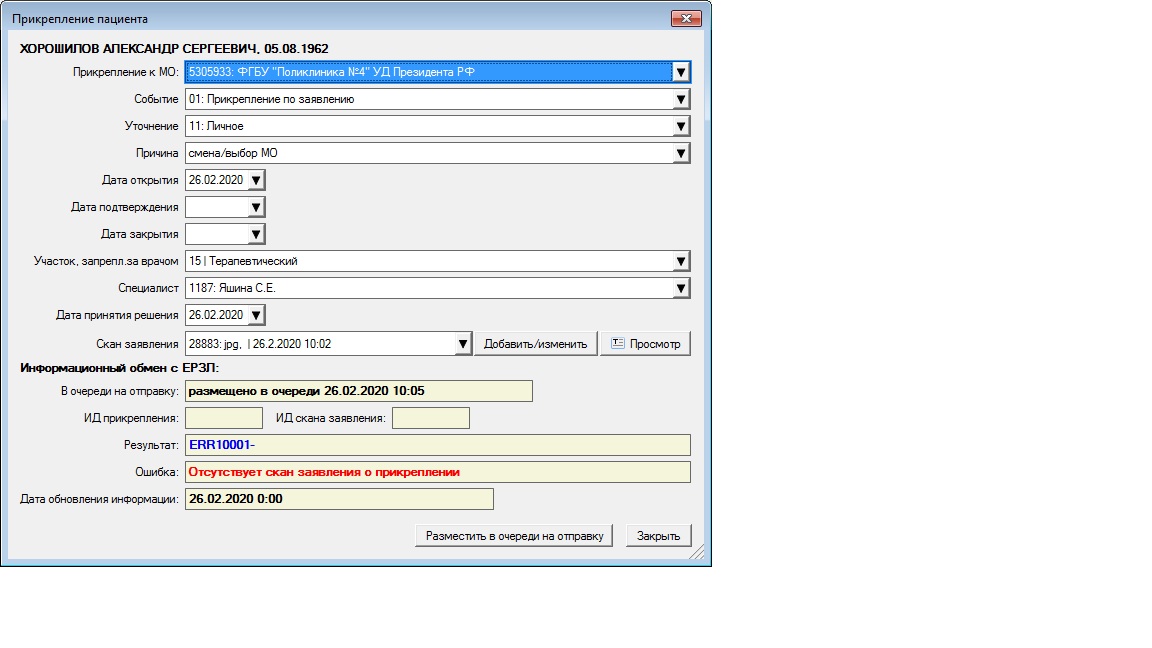 Прикрепление пациента
ХОРОШИЛОВ АЛЕКСАНДР СЕРГЕЕВИЧ, 05.08.1962
Прикрепление к МО: 5305933: ФГБУ "Поликлиника №4" УД Президента РФ
Событие 01: Прикрепление по заявлению
Уточнение 11: Личное
Причина смена/выбор МО
Дата открытия 26.02.2020
Дата подтверждения
Дата закрытия
Участок, запрепл.за врачом 15 | Терапевтический
Специалист 1187: Яшина С.Е.
Дата принятия решения 26.02.2020
Скан заявления 28883: jpg, | 26.2.2020 10:02 Добавить/изменить Просмотр
Информационный обмен с ЕРЗЛ:
В очереди на отправку: размещено в очереди 26.02.2020 10:05
ИД прикрепления: ИД скана заявления:
Результат: ERR10001-
Ошибка: Отсутствует скан заявления о прикреплении
Дата обновления информации: 26.02.2020 0:00
Разместить в очереди на отправку Закрыть